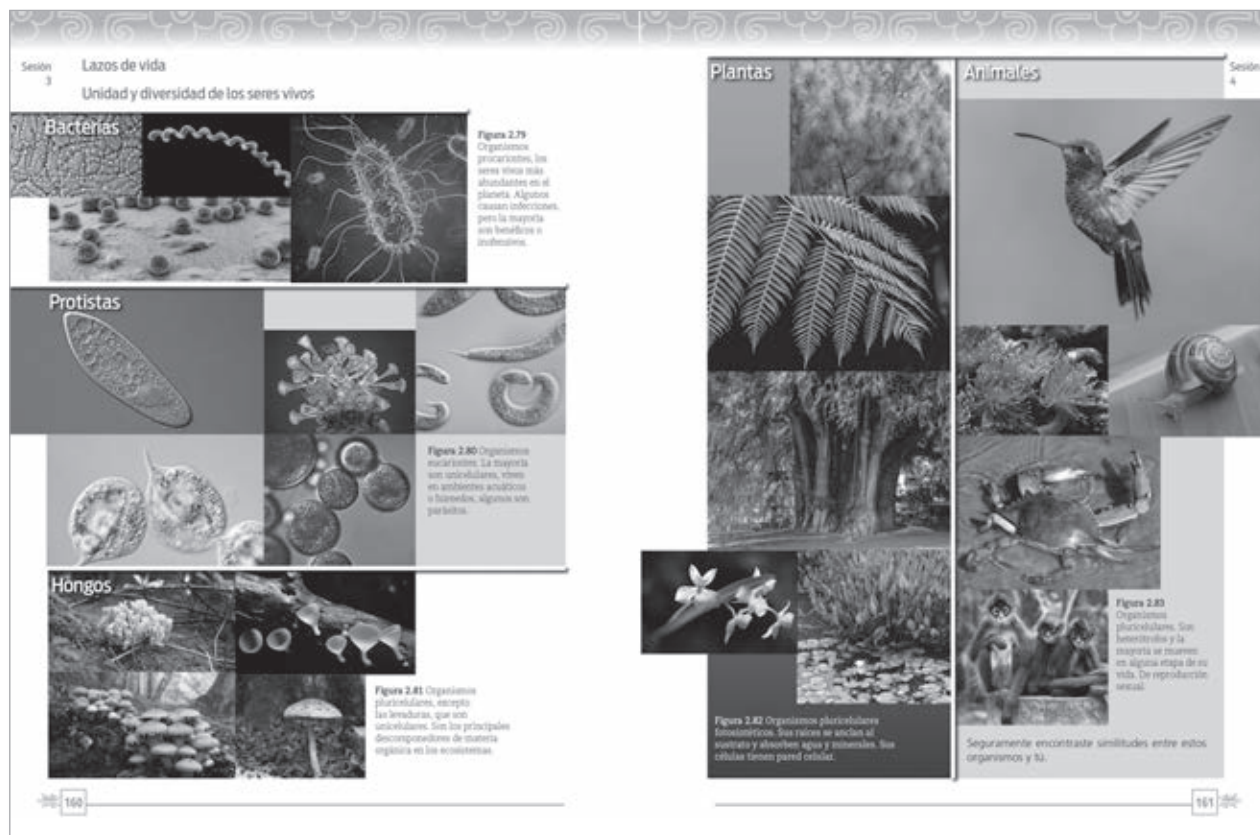 Sesión
3
Lazos de vida
Unidad y diversidad de los seres vivos
Bacterias
Figura 2.79
Organismos
procariontes, los
seres vivos más
abundantes en el
planeta. Algunos
causan infecciones,
pero la mayoría
son benéficos o
inofensivos.
Protistas
Figura 2.80 Organismos
eucariontes. La mayoría
son unicelulares, viven
en ambientes acuáticos
o húmedos, algunos son
parásitos.
Hongos
Figura 2.81 Organismos
pluricelulares, excepto
las levaduras, que son
unicelulares. Son los principales
descomponedores de materia
orgánica en los ecosistemas.
160
Plantas
Figura 2.82 Organismos pluricelulares
fotosintéticos. Sus raíces se anclan al
sustrato y absorben agua y minerales. Sus
células tienen pared celular.
Animales
Sesión
4
Figura 2.83
Organismos
pluricelulares. Son
heterótrofos y la
mayoría se mueven
en alguna etapa de su
vida. De reproducción
sexual.
Seguramente encontraste similitudes entre estos
organismos y tú.
161